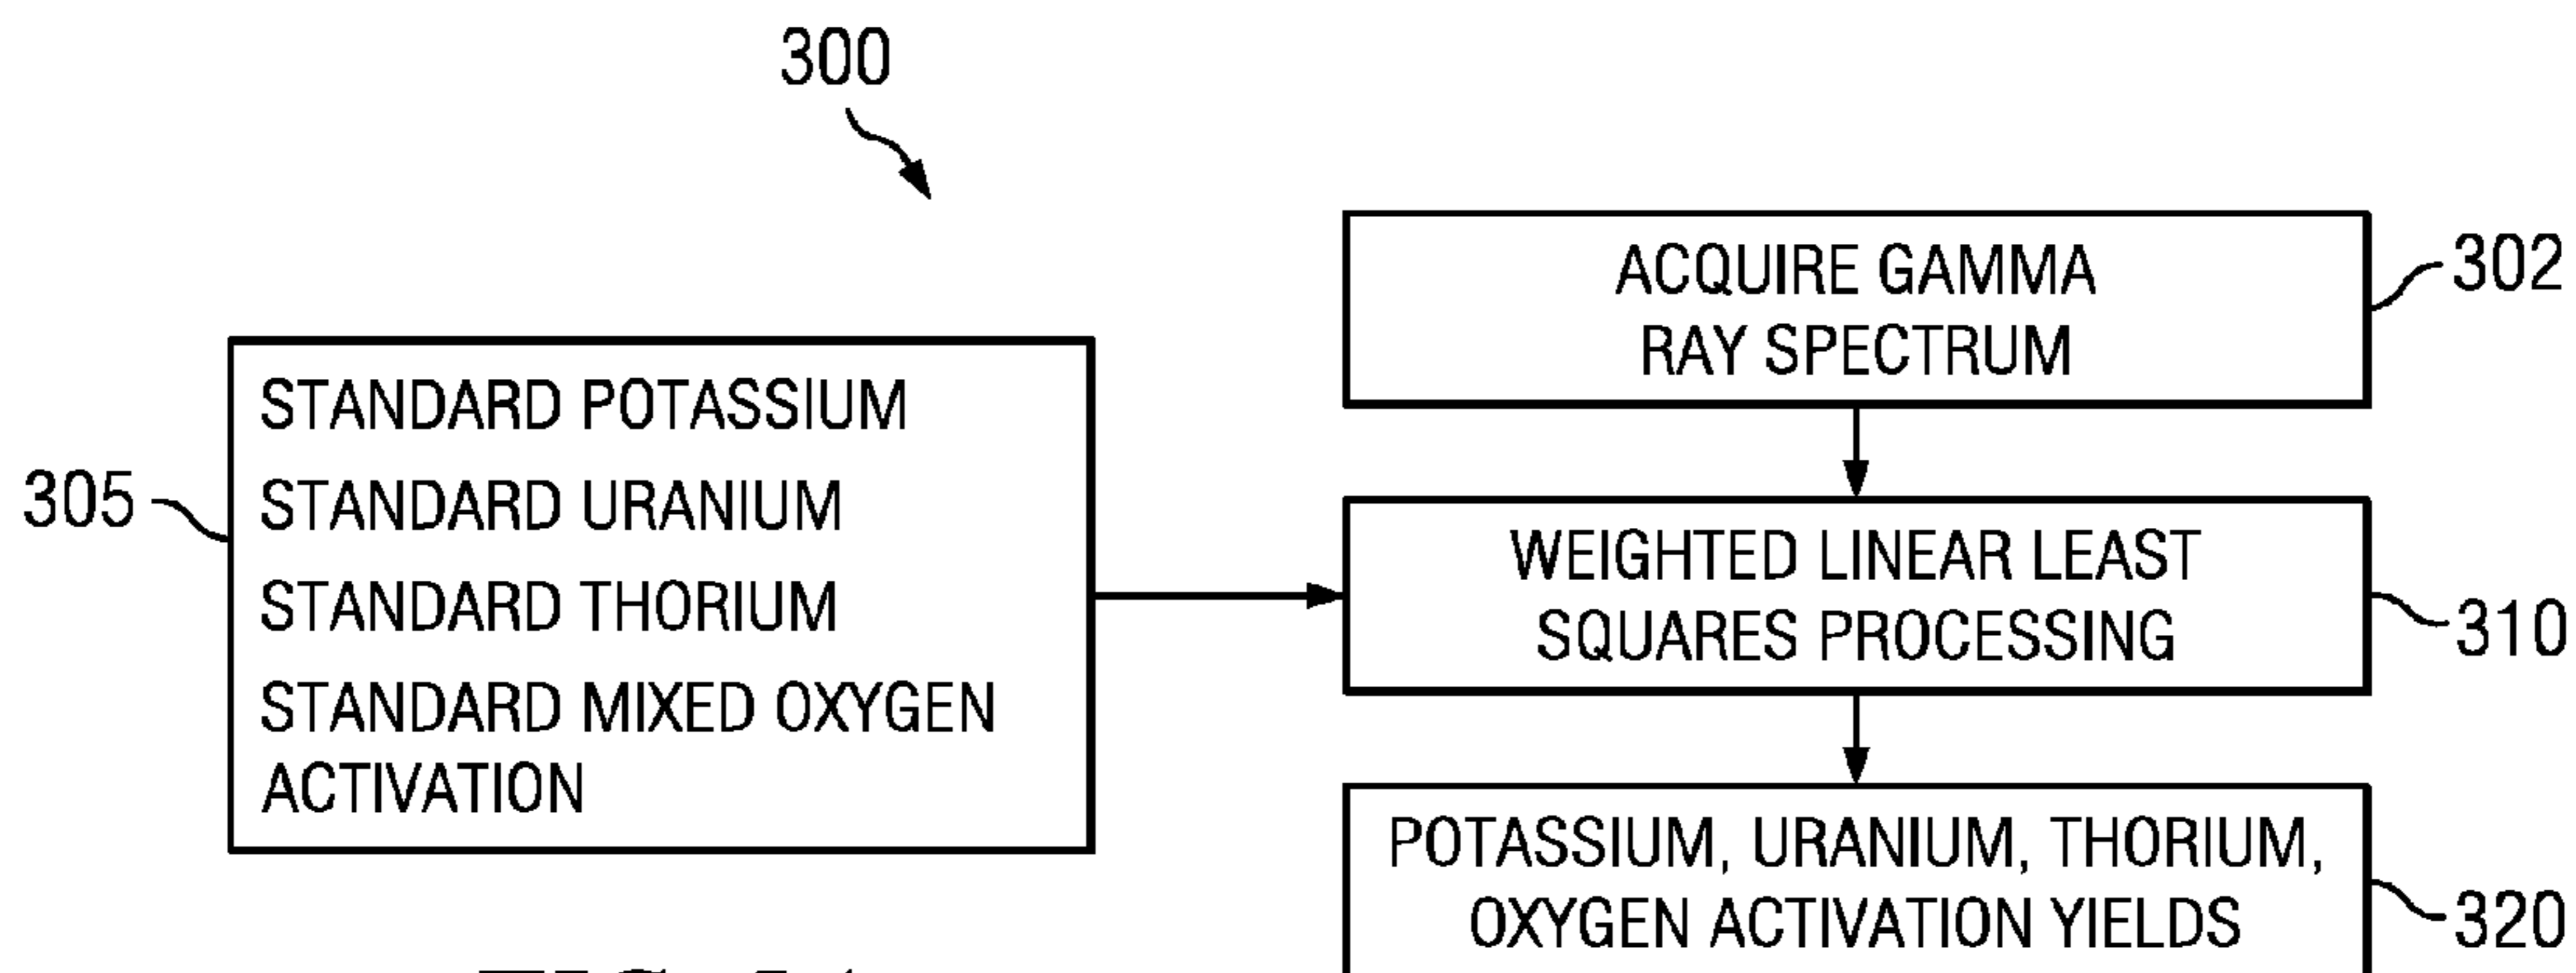 300
ACQUIRE GAMMA
RAY SPECTRUM
302
305
STANDARD POTASSIUM
STANDARD URANIUM
STANDARD THORIUM
STANDARD MIXED OXYGEN
ACTIVATION
WEIGHTED LINEAR LEAST
SQUARES PROCESSING
310
POTASSIUM, URANIUM, THORIUM,
OXYGEN ACTIVATION YIELDS
320